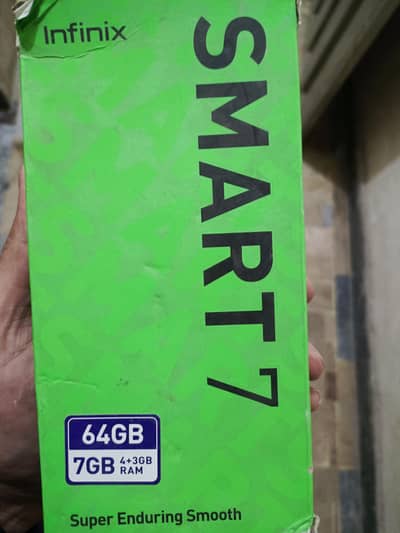 Infinix
SMART 7
64GB
7GB 4+3GB
RAM
Super Enduring Smooth